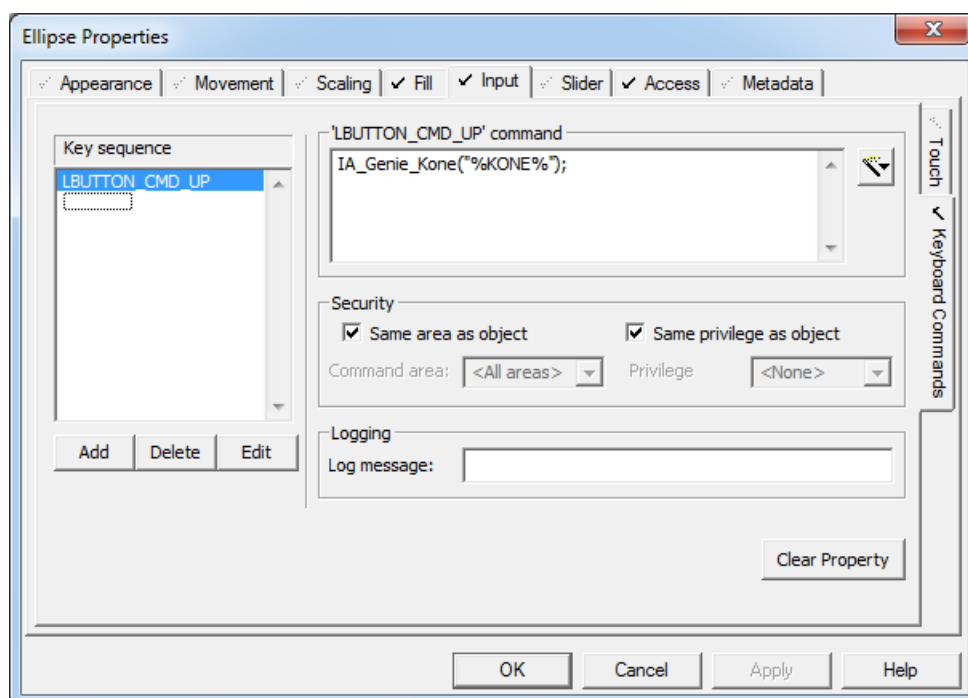 Ellipse Properties
Appearance Movement Scaling Fill Input Slider Access Metadata
Key sequence
LBUTTON_CMD_UP
Add Delete Edit
'LBUTTON_CMD_UP' command
IA_Genie_Kone("%KONE%");
Security
Same area as object Same privilege as object
Command area: <All areas> Privilege <None>
Logging
Log message:
Clear Property
Touch
Keyboard Commands
OK Cancel Apply Help